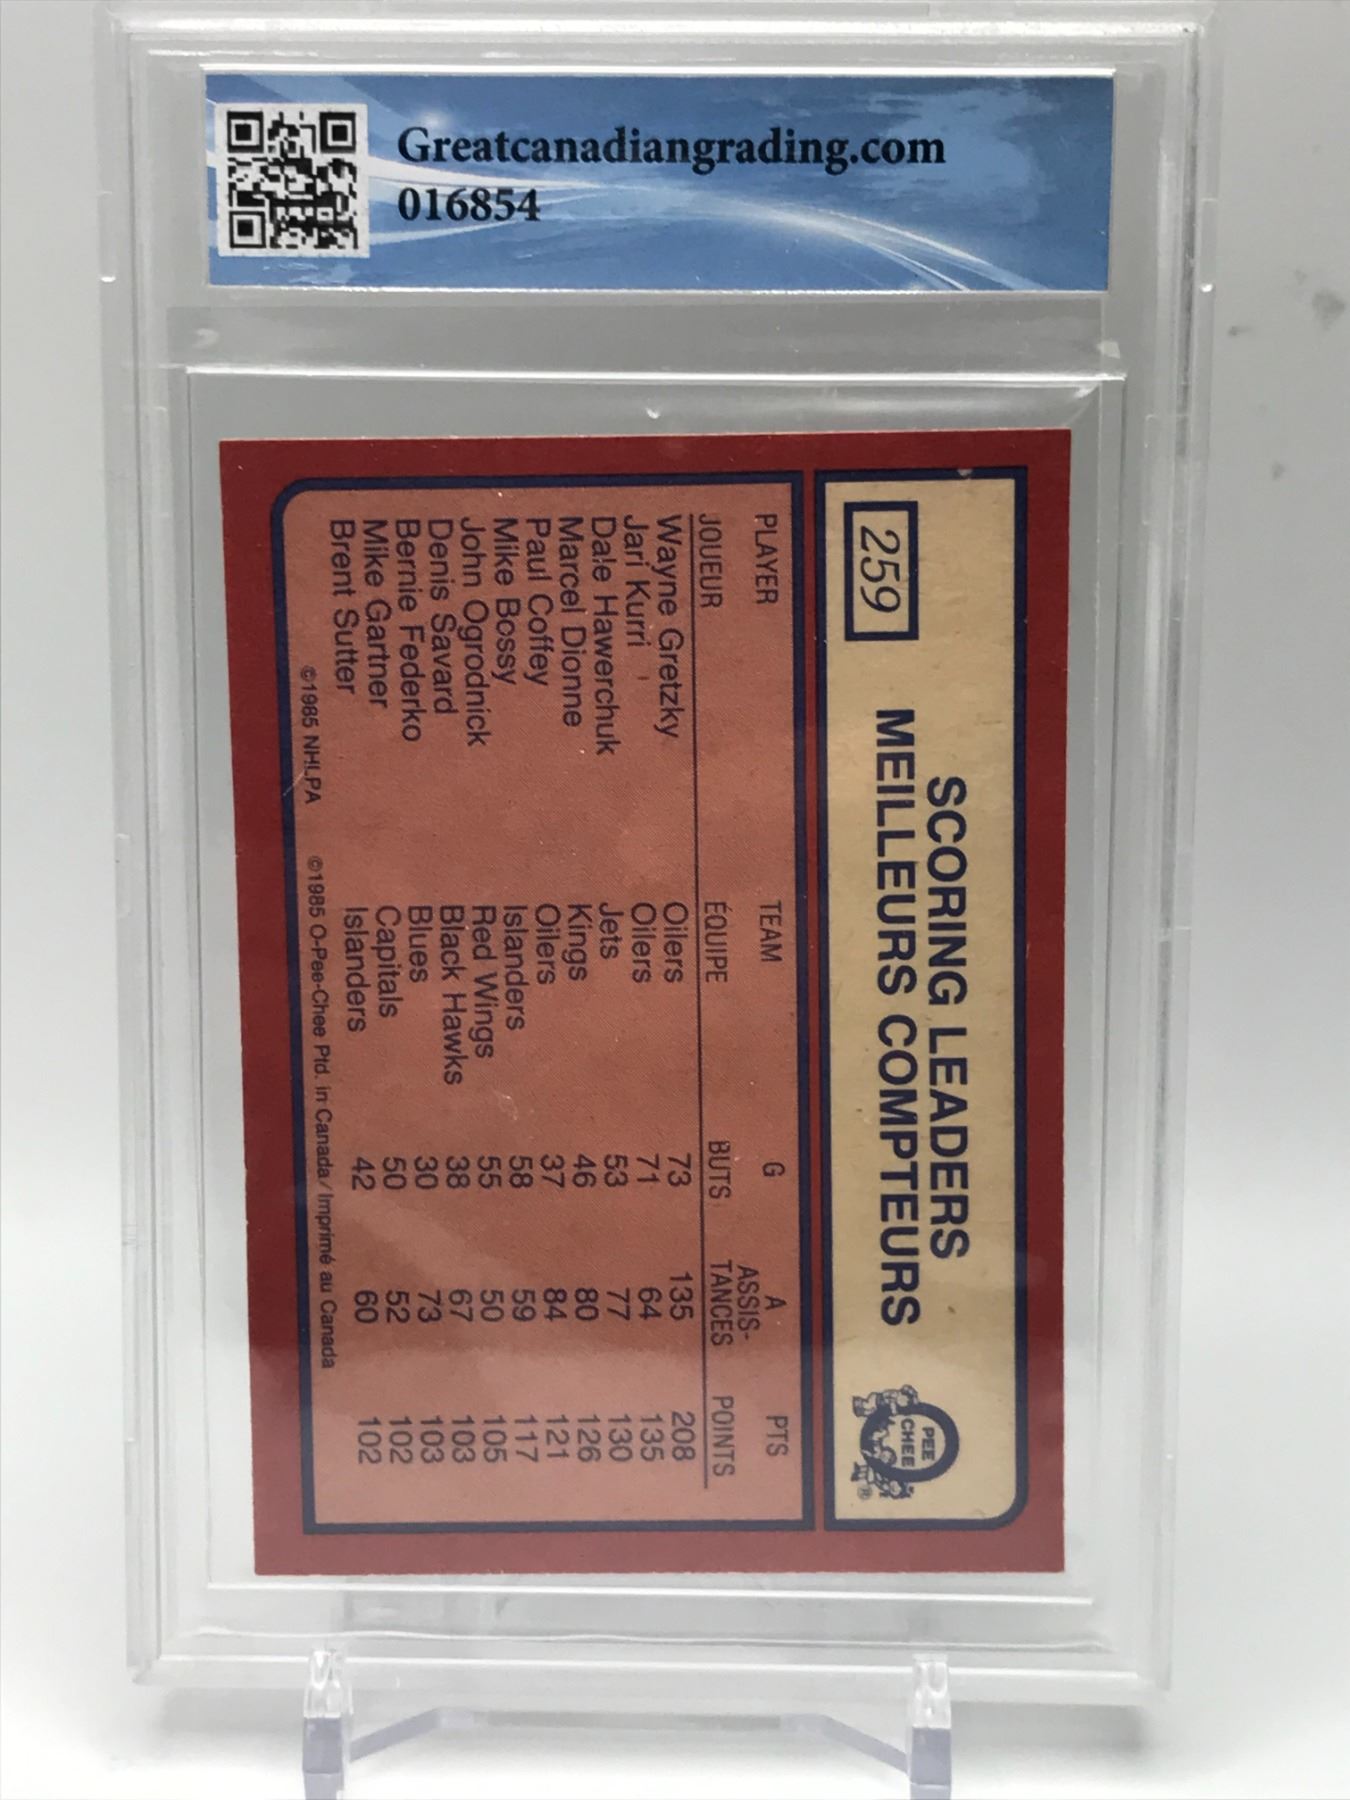 Greatcanadiangrading.com
016854
259
SCORING LEADERS
MEILLEURS COMPTEURS
PEE
CHEE
®
PLAYER TEAM G A PTS
JOUEUR ÉQUIPE BUTS ASSIS-TANCES POINTS
Wayne Gretzky Oilers 73 135 208
Jari Kurri Oilers 71 64 135
Dale Hawerchuk Jets 53 77 130
Marcel Dionne Kings 46 80 126
Paul Coffey Oilers 37 84 121
Mike Bossy Islanders 58 59 117
John Ogrodnick Red Wings 55 50 105
Denis Savard Black Hawks 38 67 103
Bernie Federko Blues 30 73 103
Mike Gartner Capitals 50 52 102
Brent Sutter Islanders 42 60 102
©1985 NHLPA ©1985 O-Pee-Chee Ptd. in Canada/Imprimé au Canada